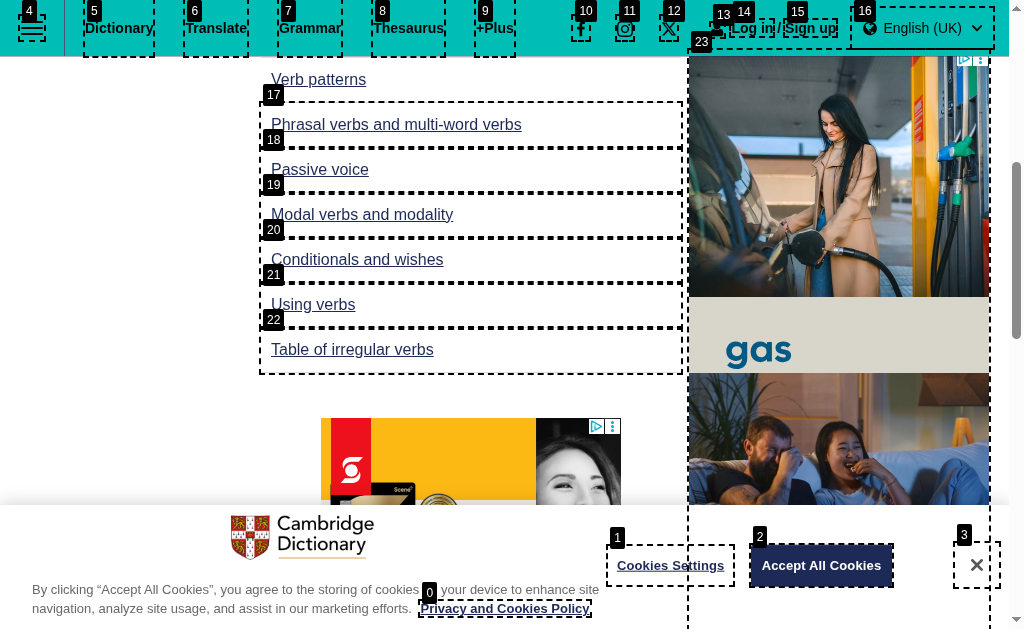 4 5 6 7 8 9 10 11 12 13 14 15 16
Dictionary Translate Grammar Thesaurus +Plus Log in / Sign up English (UK)
23
Verb patterns
17
Phrasal verbs and multi-word verbs
18
Passive voice
19
Modal verbs and modality
20
Conditionals and wishes
21
Using verbs
22
Table of irregular verbs
gas
Scene+
Cambridge
Dictionary
By clicking “Accept All Cookies”, you agree to the storing of cookies 0 your device to enhance site
navigation, analyze site usage, and assist in our marketing efforts. Privacy and Cookies Policy
1 2 3
Cookies Settings Accept All Cookies